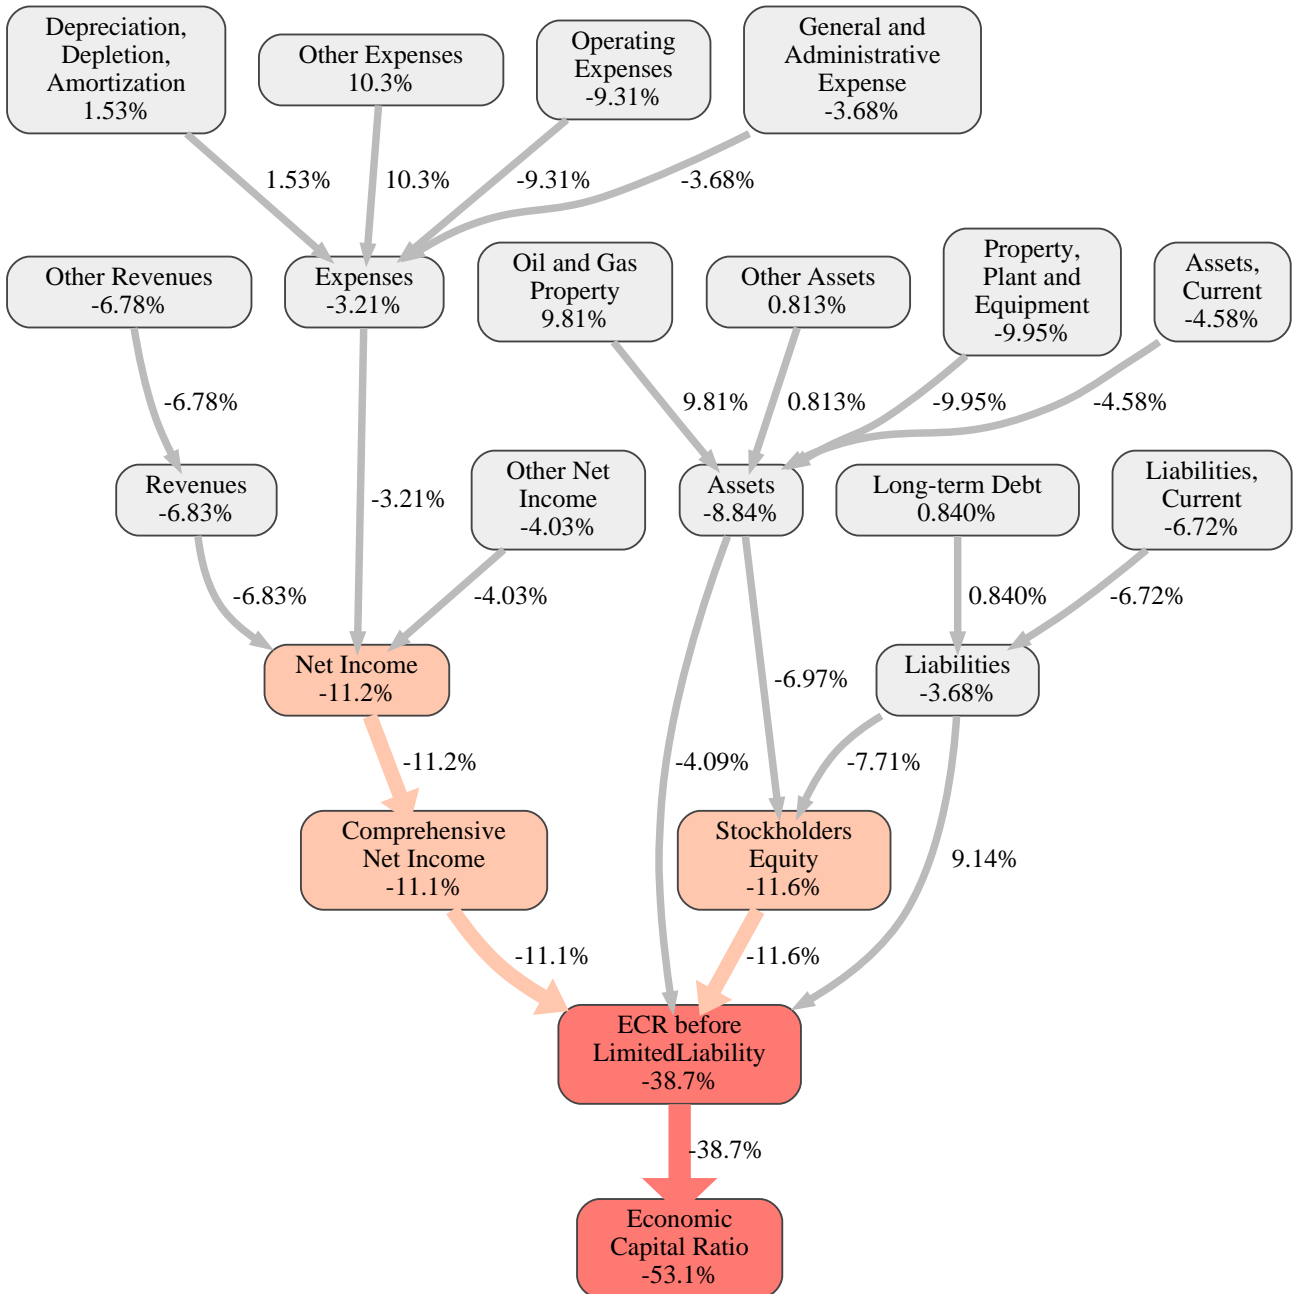 Depreciation,
Depletion,
Amortization
1.53%
Other Expenses
10.3%
Operating
Expenses
-9.31%
General and
Administrative
Expense
-3.68%
1.53%
10.3%
-9.31%
-3.68%
Other Revenues
-6.78%
Expenses
-3.21%
Oil and Gas
Property
9.81%
Other Assets
0.813%
Property,
Plant and
Equipment
-9.95%
Assets,
Current
-4.58%
-6.78%
9.81%
0.813%
-9.95%
-4.58%
Revenues
-6.83%
-3.21%
Other Net
Income
-4.03%
Assets
-8.84%
Long-term Debt
0.840%
Liabilities,
Current
-6.72%
-6.83%
-4.03%
0.840%
-6.72%
Net Income
-11.2%
-6.97%
Liabilities
-3.68%
-11.2%
-4.09%
-7.71%
Comprehensive
Net Income
-11.1%
Stockholders
Equity
-11.6%
9.14%
-11.1%
-11.6%
ECR before
LimitedLiability
-38.7%
-38.7%
Economic
Capital Ratio
-53.1%